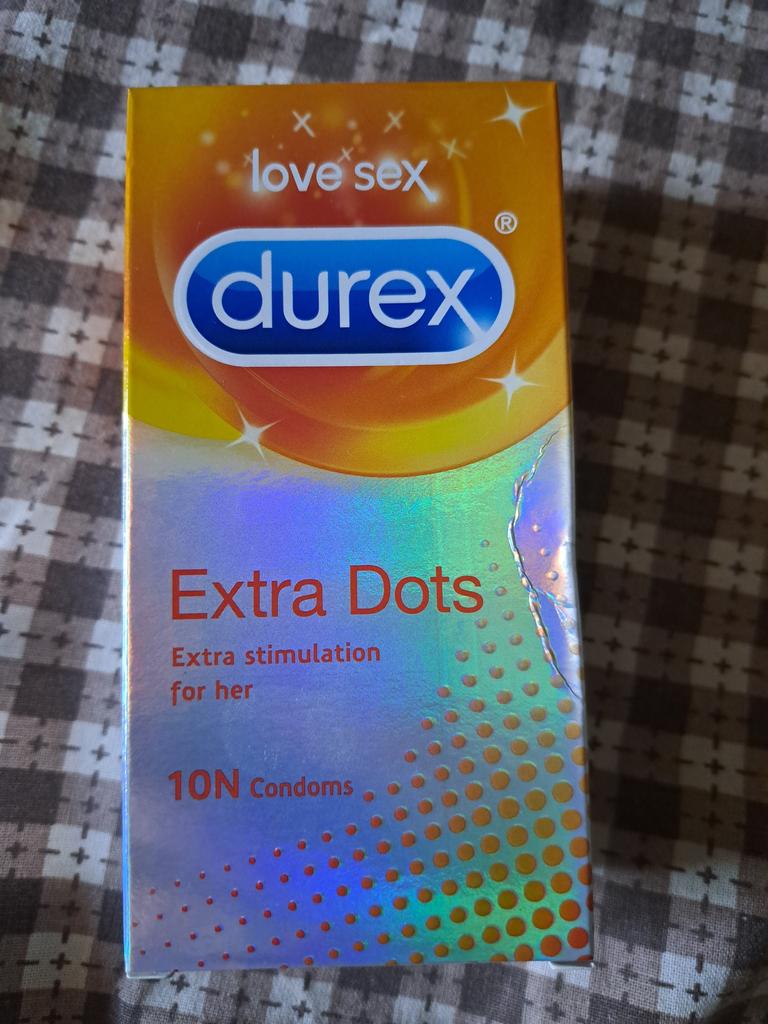 love sex
durex®
Extra Dots
Extra stimulation
for her
10N Condoms